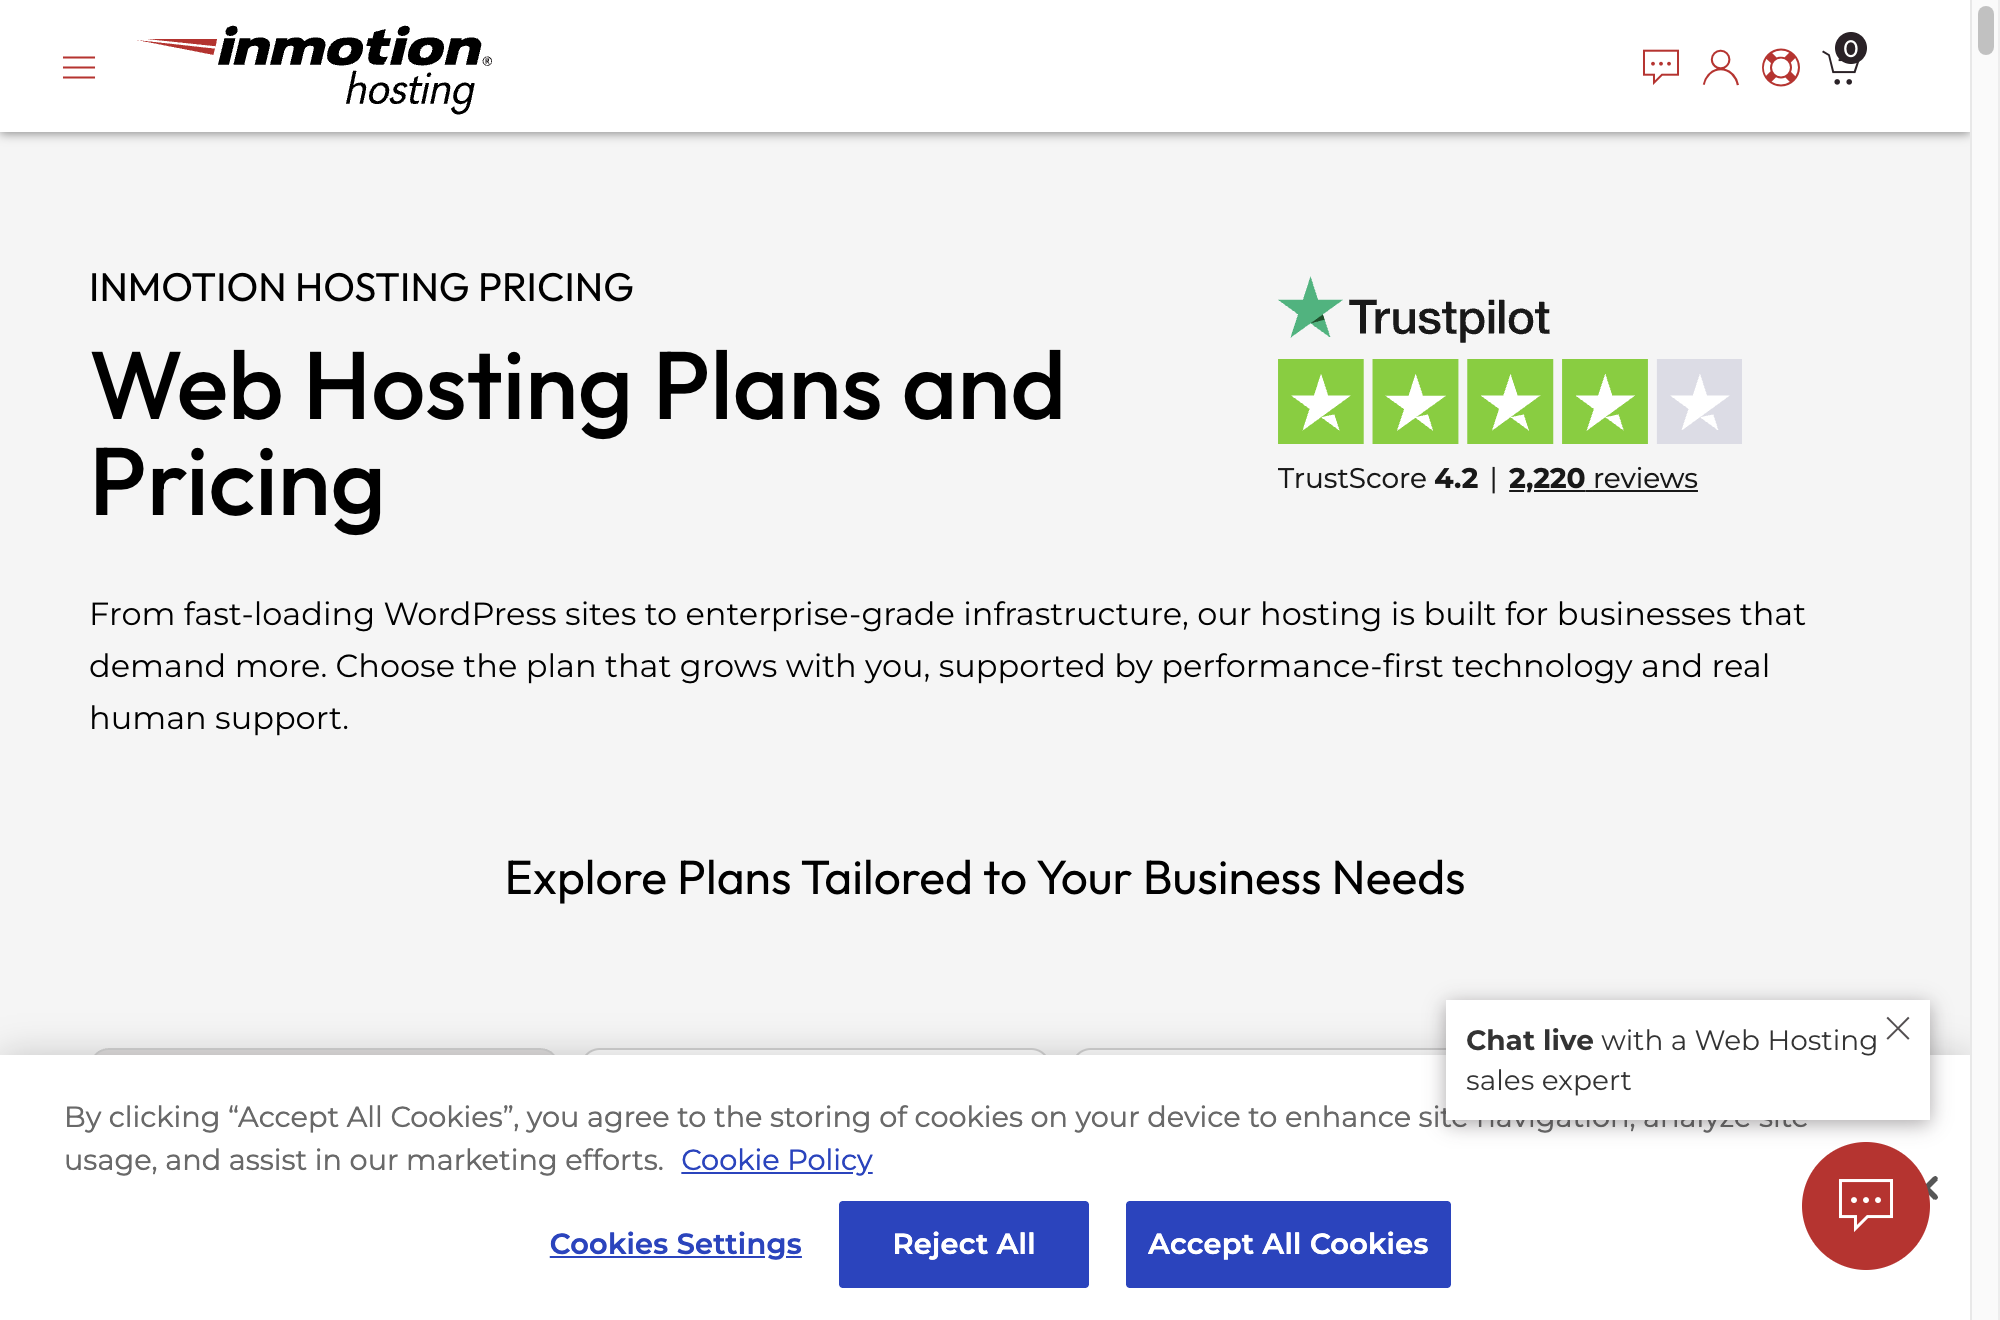 inmotion®
hosting
0
INMOTION HOSTING PRICING
Web Hosting Plans and
Pricing
Trustpilot
TrustScore 4.2 | 2,220 reviews
From fast-loading WordPress sites to enterprise-grade infrastructure, our hosting is built for businesses that
demand more. Choose the plan that grows with you, supported by performance-first technology and real
human support.
Explore Plans Tailored to Your Business Needs
Chat live with a Web Hosting
sales expert
By clicking “Accept All Cookies”, you agree to the storing of cookies on your device to enhance site navigation, analyze site
usage, and assist in our marketing efforts. Cookie Policy
Cookies Settings
Reject All
Accept All Cookies